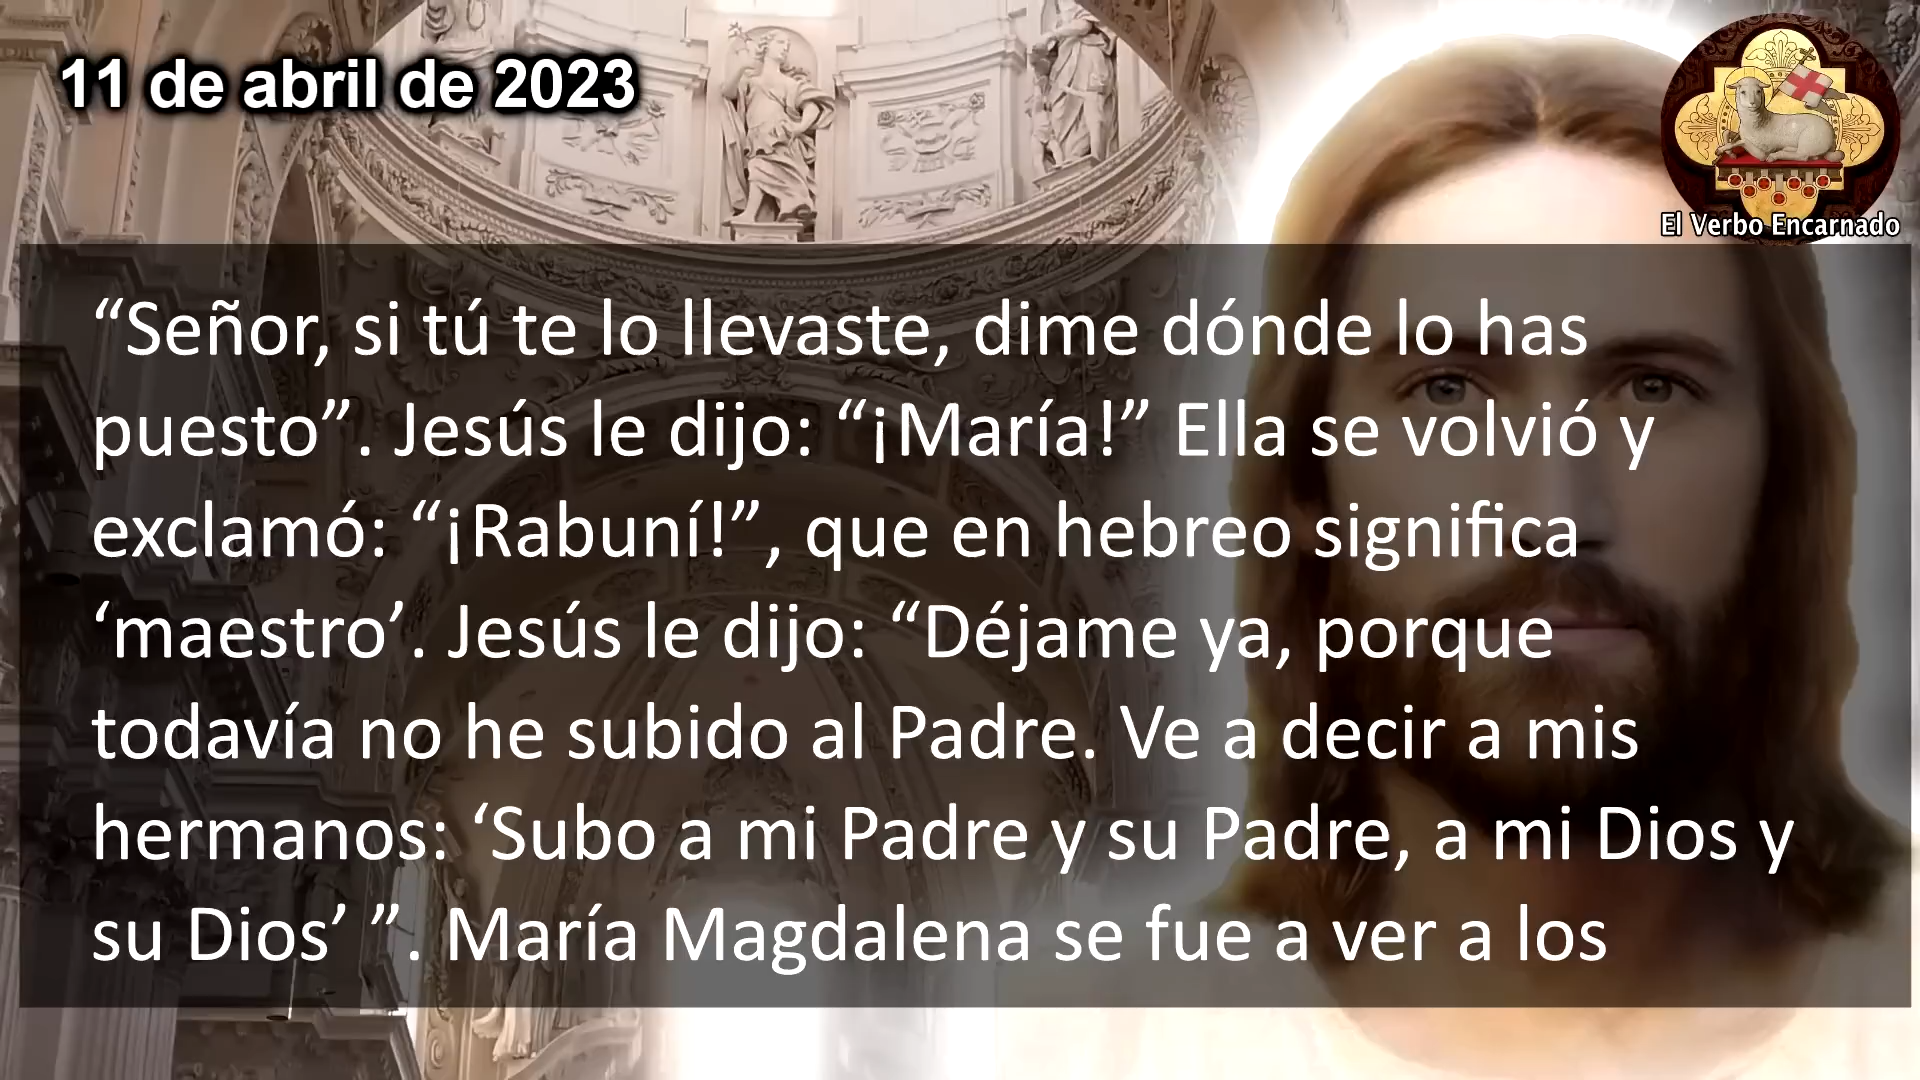 11 de abril de 2023
El Verbo Encarnado
“Señor, si tú te lo llevaste, dime dónde lo has
puesto”. Jesús le dijo: “¡María!” Ella se volvió y
exclamó: “¡Rabuní!”, que en hebreo significa
‘maestro’. Jesús le dijo: “Déjame ya, porque
todavía no he subido al Padre. Ve a decir a mis
hermanos: ‘Subo a mi Padre y su Padre, a mi Dios y
su Dios’ ”. María Magdalena se fue a ver a los